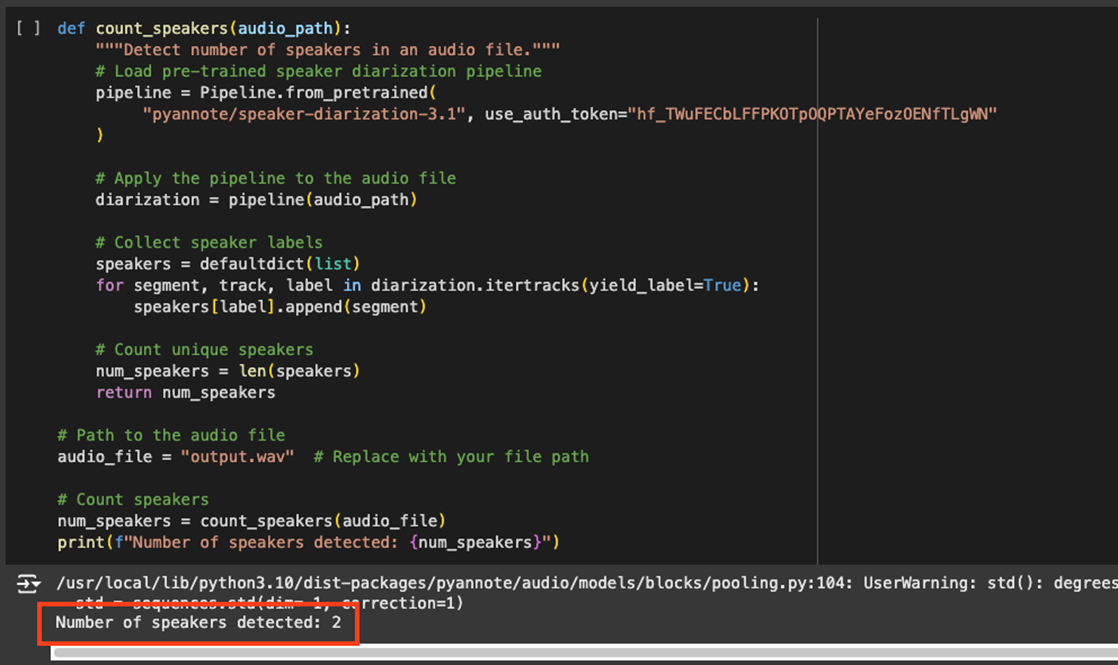 [ ] def count_speakers(audio_path):
"""Detect number of speakers in an audio file."""
# Load pre-trained speaker diarization pipeline
pipeline = Pipeline.from_pretrained(
"pyannote/speaker-diarization-3.1", use_auth_token="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"
)
# Apply the pipeline to the audio file
diarization = pipeline(audio_path)
# Collect speaker labels
speakers = defaultdict(list)
for segment, track, label in diarization.itertracks(yield_label=True):
speakers[label].append(segment)
# Count unique speakers
num_speakers = len(speakers)
return num_speakers
# Path to the audio file
audio_file = "output.wav" # Replace with your file path
# Count speakers
num_speakers = count_speakers(audio_file)
print(f"Number of speakers detected: {num_speakers}")
/usr/local/lib/python3.10/dist-packages/pyannote/audio/models/blocks/pooling.py:104: UserWarning: std(): degrees
std = sequences.std(dim=-1, correction=1)
Number of speakers detected: 2